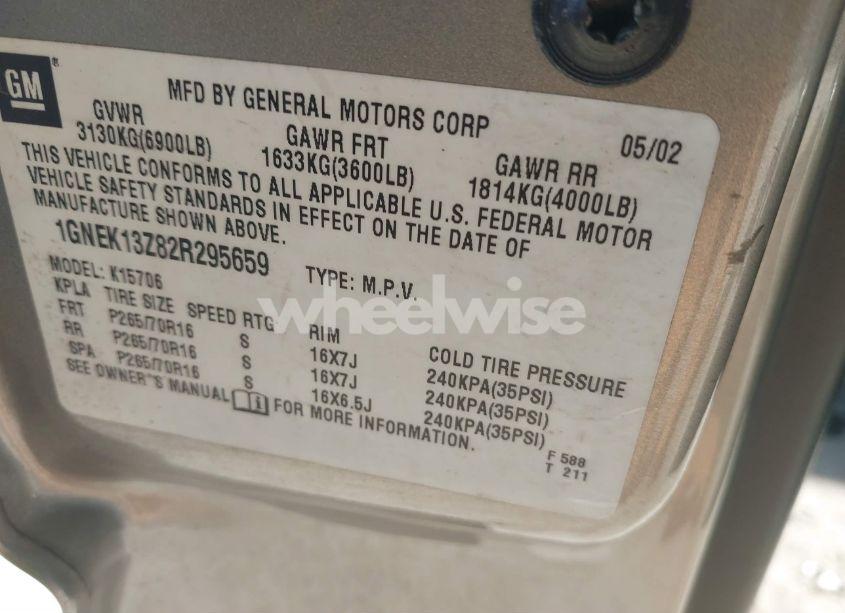 GM®
MFD BY GENERAL MOTORS CORP
05/02
GVWR GAWR FRT GAWR RR
3130KG(6900LB) 1633KG(3600LB) 1814KG(4000LB)
THIS VEHICLE CONFORMS TO ALL APPLICABLE U.S. FEDERAL MOTOR
VEHICLE SAFETY STANDARDS IN EFFECT ON THE DATE OF
MANUFACTURE SHOWN ABOVE.
1GNEK13Z82R295659
TYPE: M.P.V.
MODEL: K15706
KPLA TIRE SIZE SPEED RTG RIM COLD TIRE PRESSURE
FRT P265/70R16 S 16X7J 240KPA(35PSI)
RR P265/70R16 S 16X7J 240KPA(35PSI)
SPA P265/70R16 S 16X6.5J 240KPA(35PSI)
SEE OWNER"S MANUAL FOR MORE INFORMATION.
F 588
T 211
wheelwise